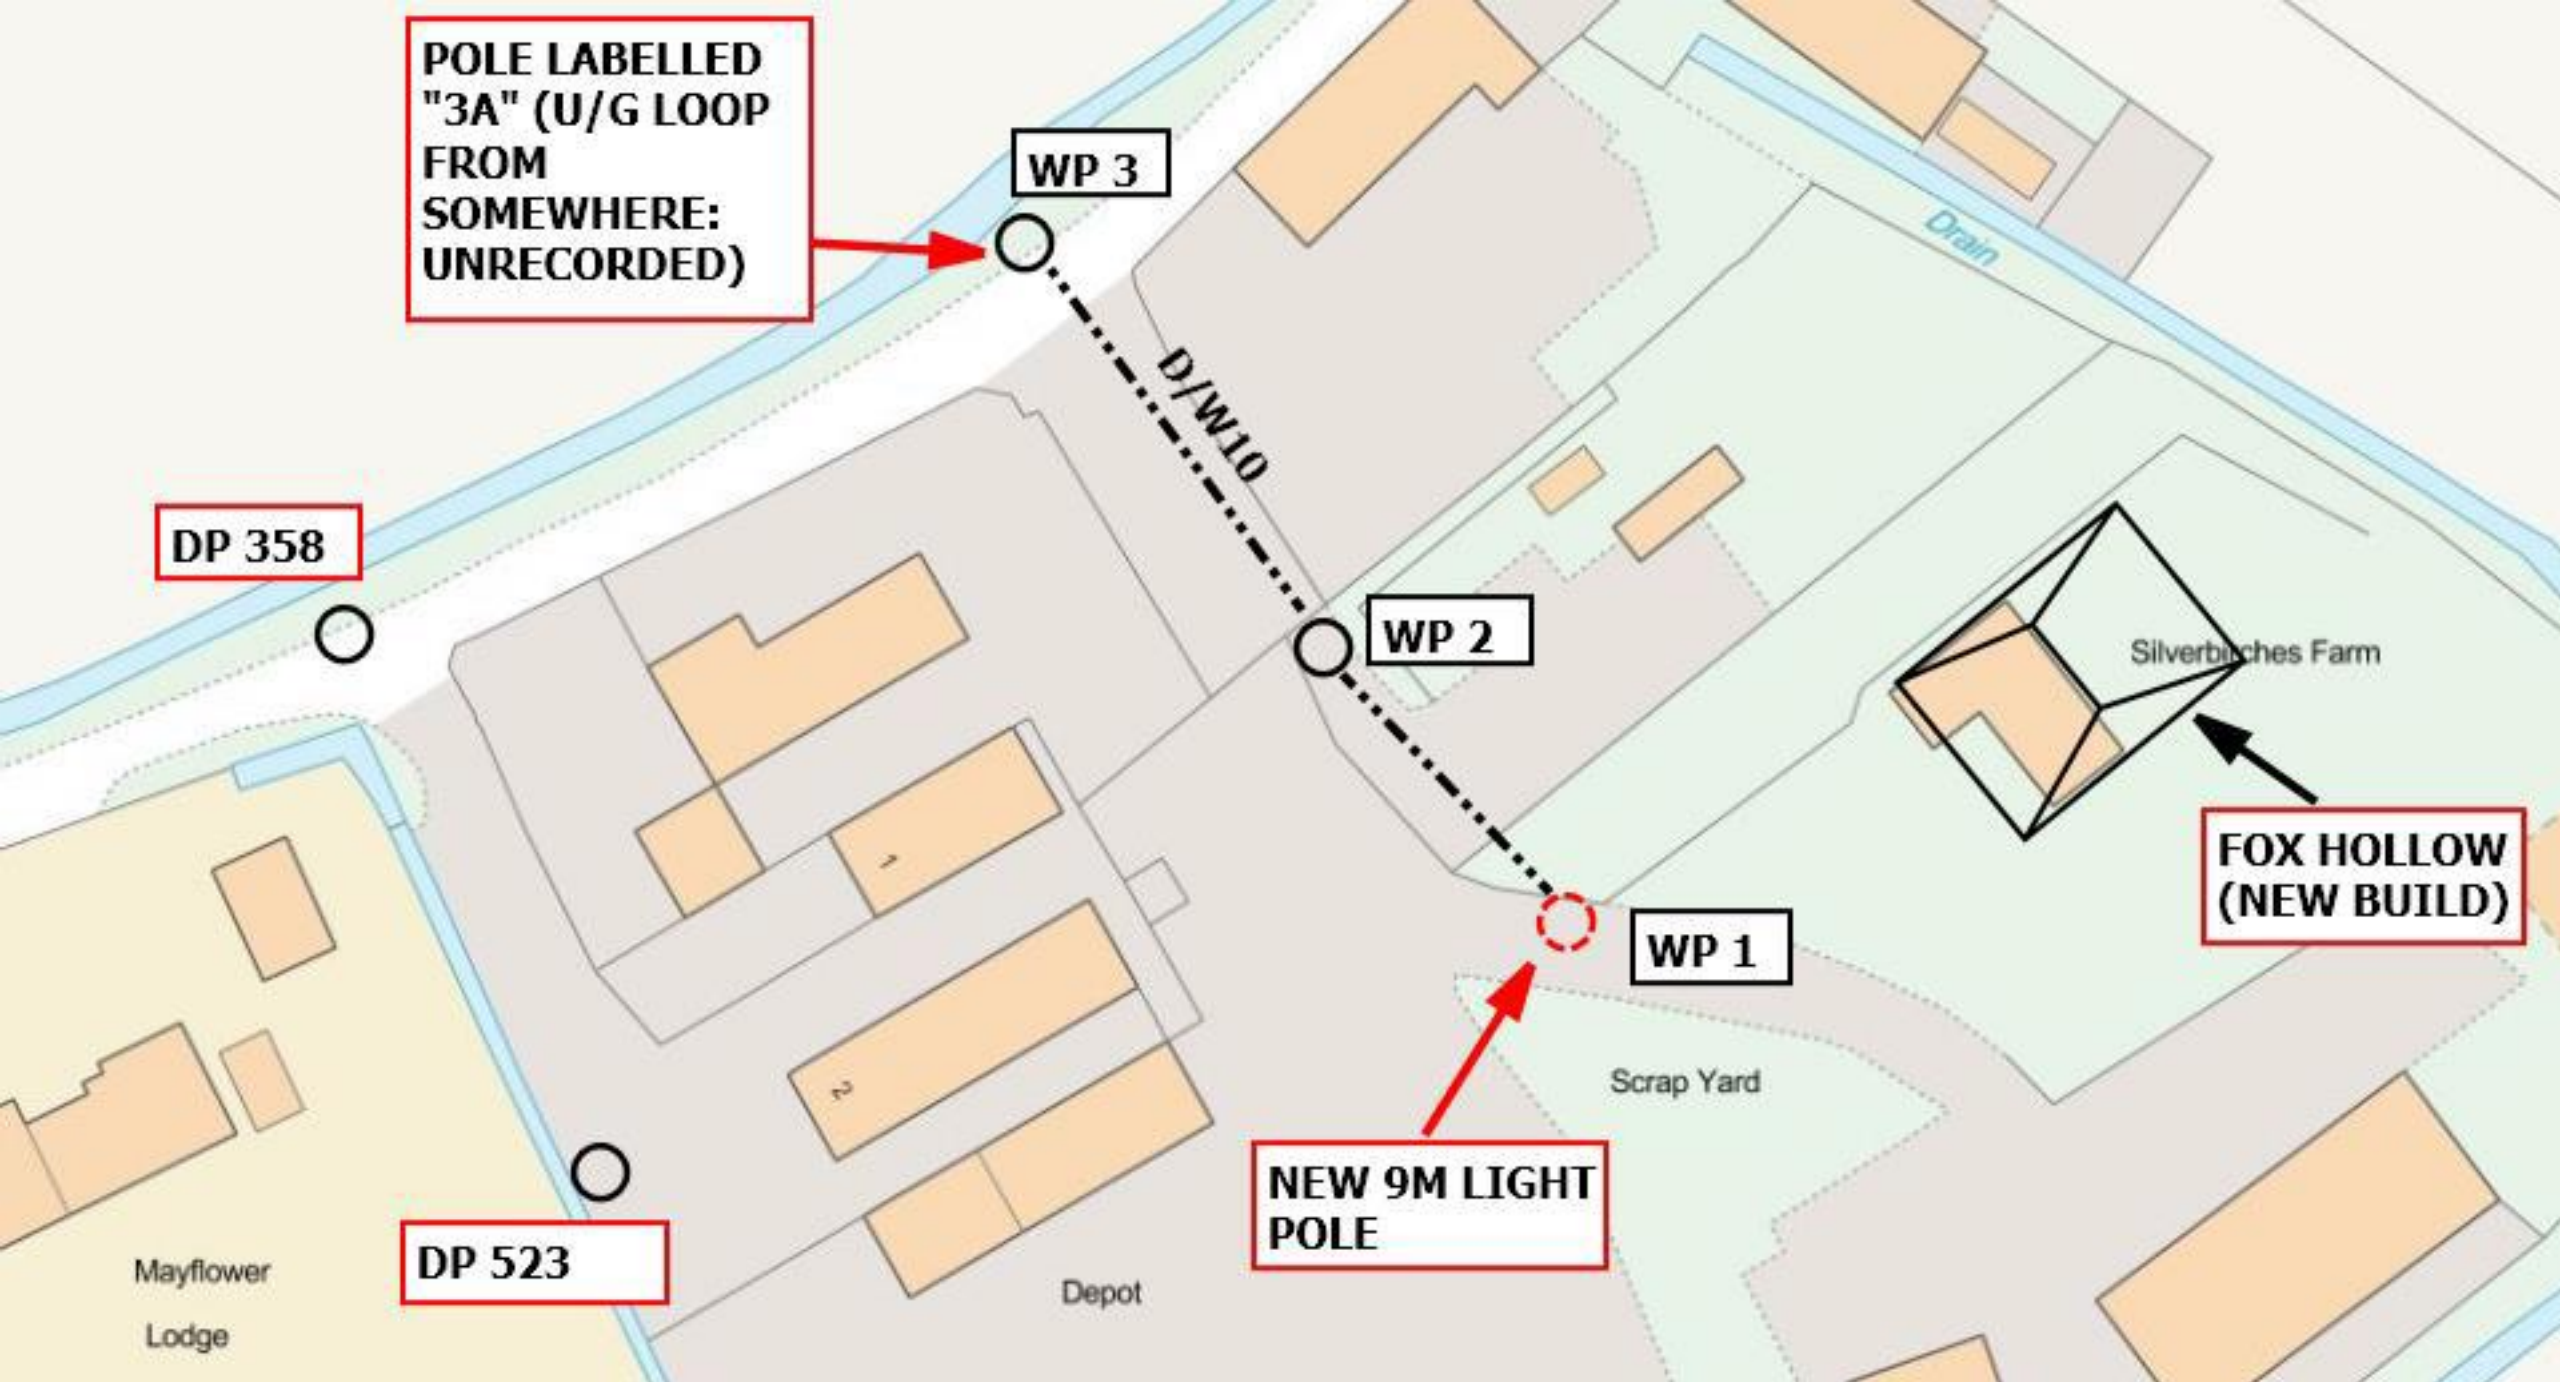 POLE LABELLED
"3A" (U/G LOOP
FROM
SOMEWHERE:
UNRECORDED)
WP 3
Drain
D/W10
DP 358
WP 2
Silverbirches Farm
FOX HOLLOW
(NEW BUILD)
1
WP 1
2
Scrap Yard
NEW 9M LIGHT
POLE
DP 523
Mayflower
Lodge
Depot